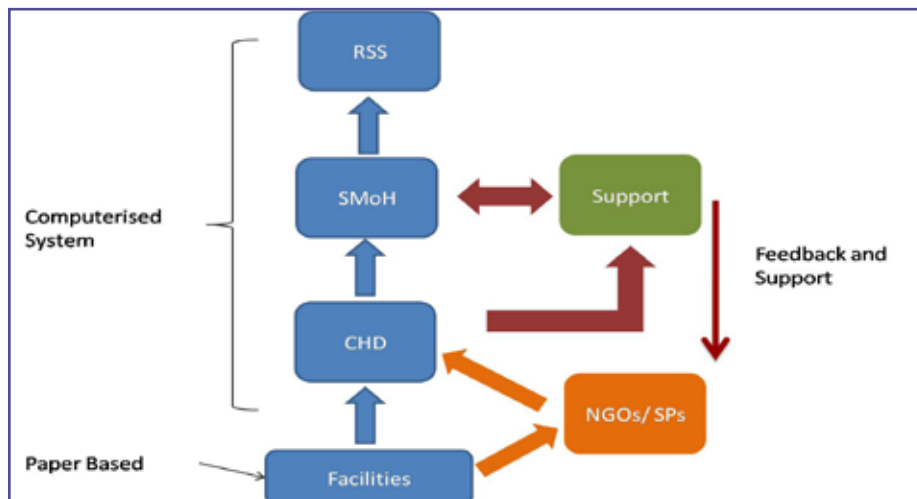 RSS
SMoH
Support
Computerised
System
Feedback and
Support
CHD
NGOs/ SPs
Paper Based
Facilities